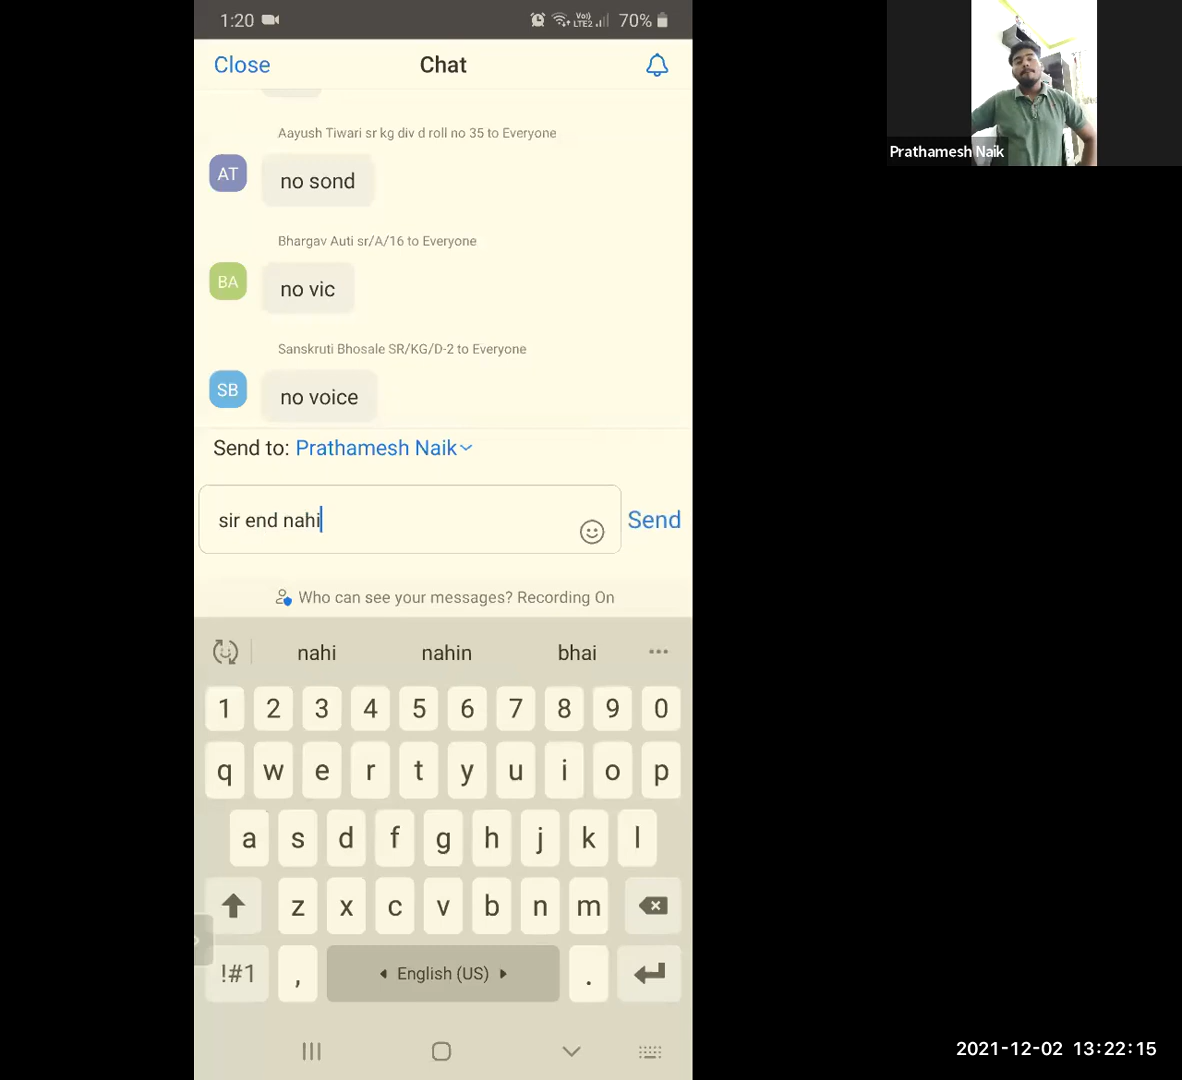 1:20
Vo)) LTE2 70%
Close Chat
Aayush Tiwari sr kg div d roll no 35 to Everyone
AT no sond
Bhargav Auti sr/A/16 to Everyone
BA no vic
Sanskruti Bhosale SR/KG/D-2 to Everyone
SB no voice
Send to: Prathamesh Naik
sir end nahi Send
Who can see your messages? Recording On
nahi nahin bhai
1 2 3 4 5 6 7 8 9 0
q w e r t y u i o p
a s d f g h j k l
z x c v b n m
!#1 , English (US) .
Prathamesh Naik
2021-12-02 13:22:15